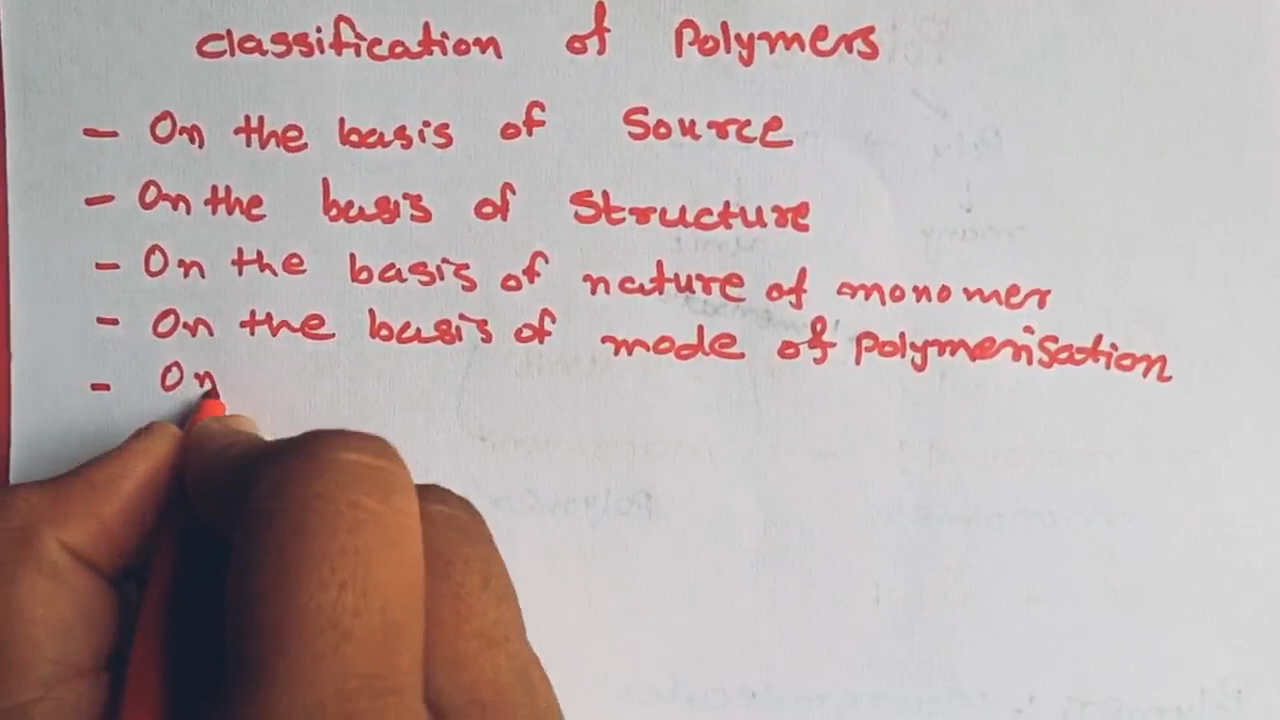 classification of Polymers
- On the basis of Source
- On the basis of Structure
- On the basis of nature of monomer
- On the basis of mode of polymerisation
- On